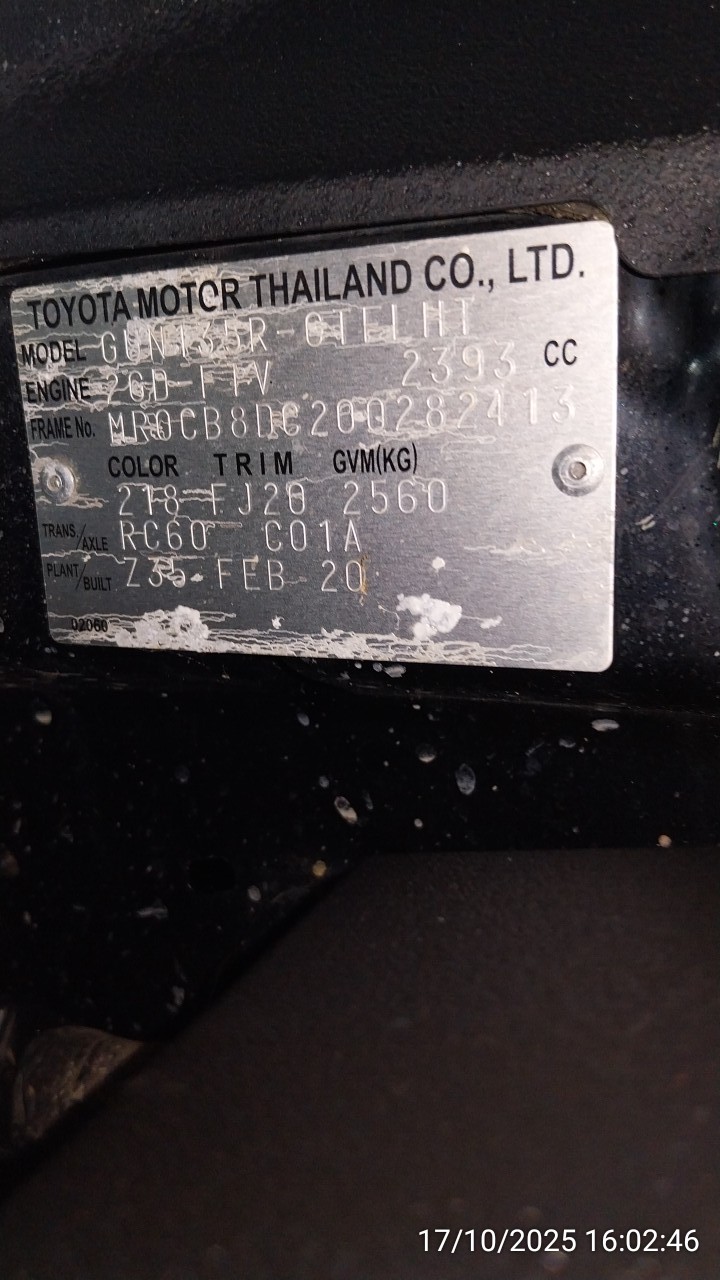 TOYOTA MOTOR THAILAND CO., LTD.
MODEL GUN135R-CTFLHT
ENGINE 2GD-FTV 2393 CC
FRAME No. MR0CB8DC200282413
COLOR TRIM GVM(KG)
218 FJ20 2560
TRANS./AXLE RC60 C01A
PLANT/BUILT Z35 FEB 20
02060
17/10/2025 16:02:46